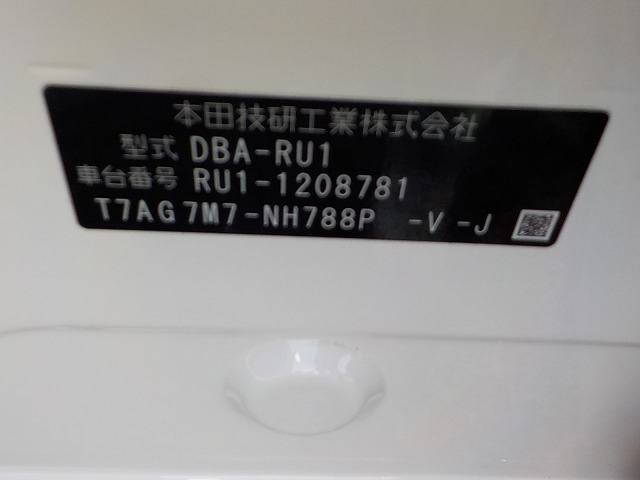 本田技研工業株式会社
型式 DBA-RU1
車台番号 RU1-1208781
T7AG7M7-NH788P -V-J